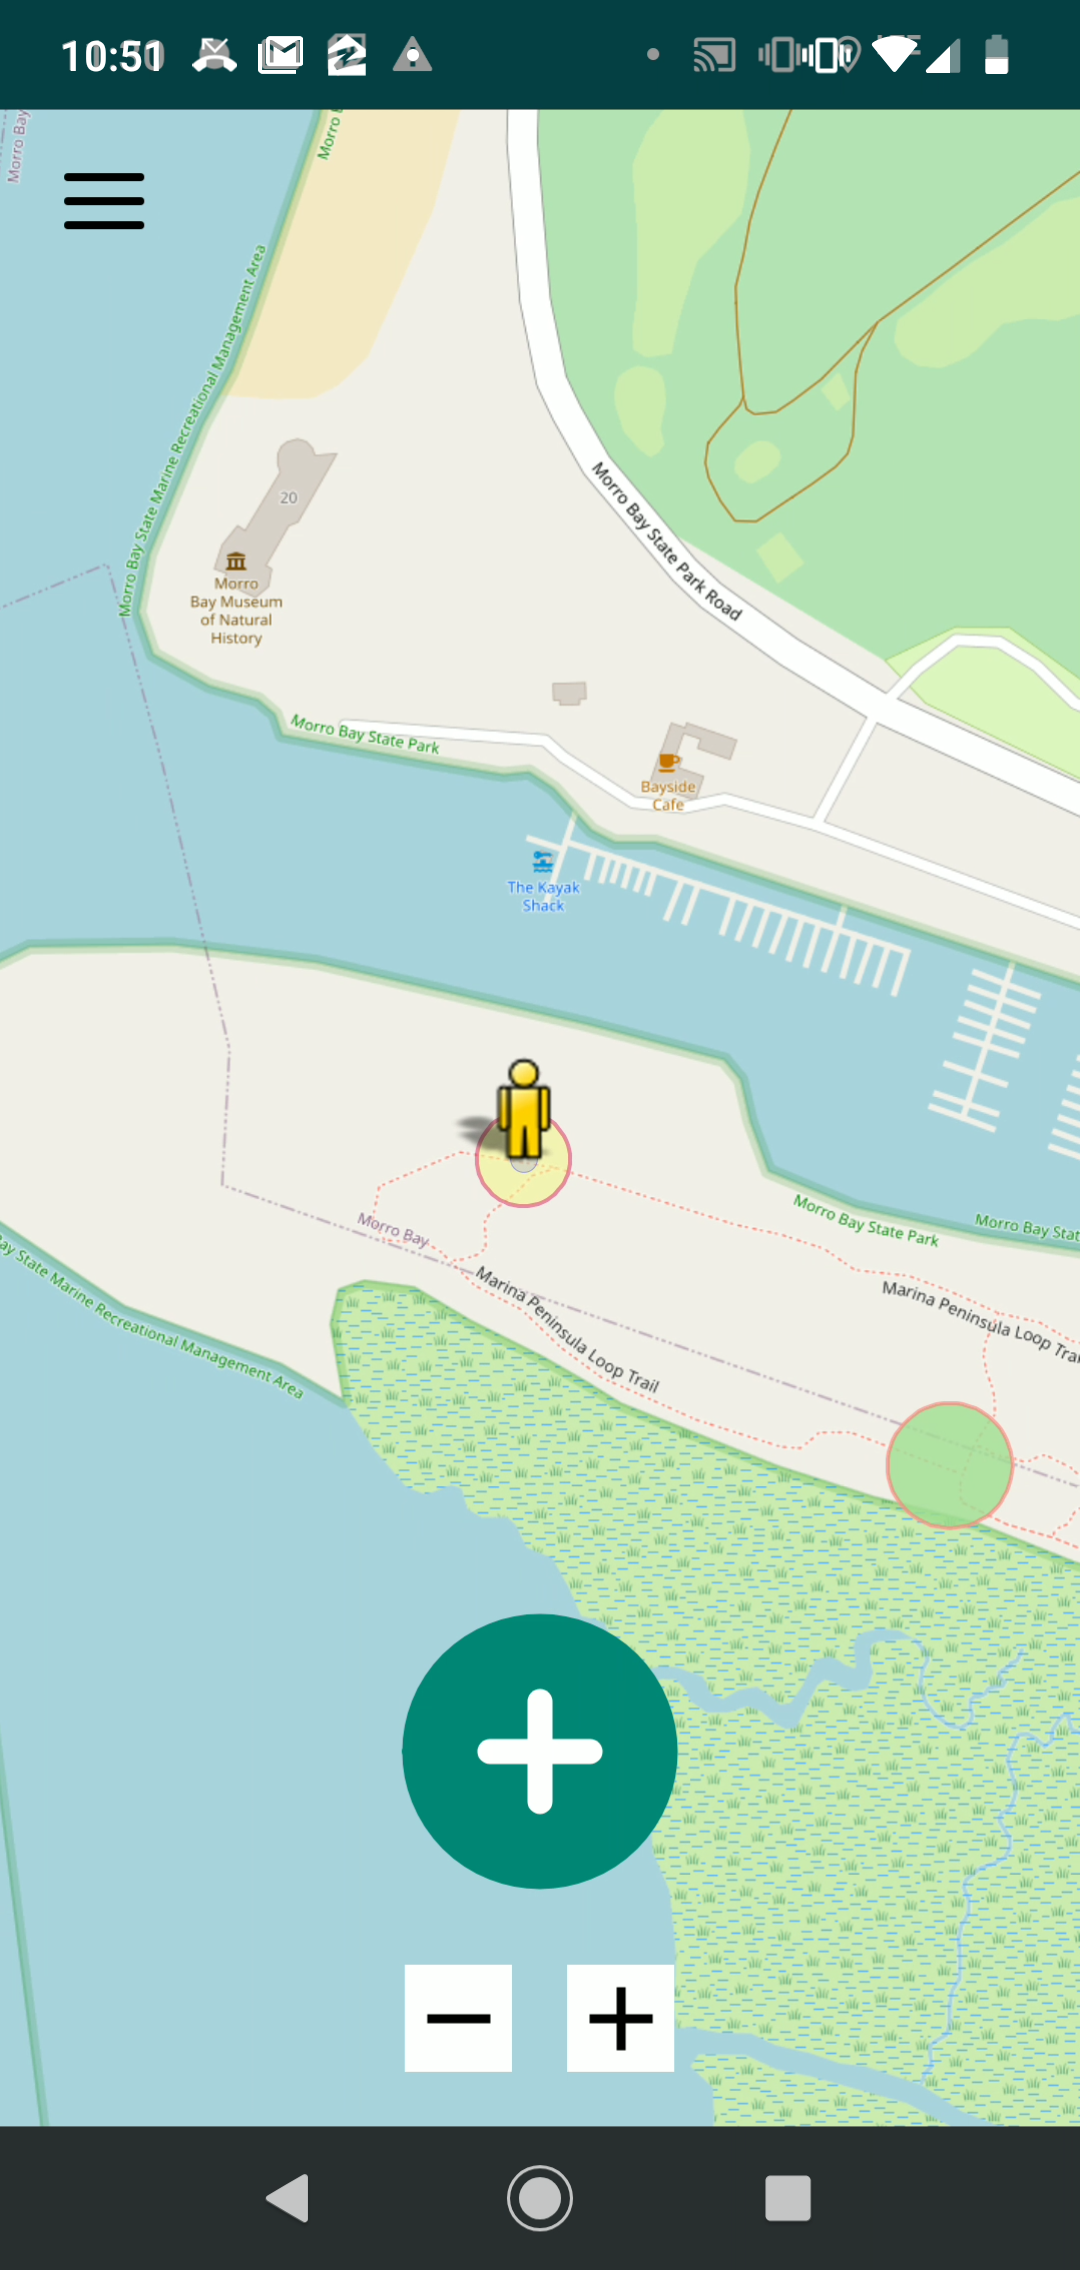 10:51
Morro Bay
Morro B
Morro Bay State Marine Recreational Management Area
20
Morro
Bay Museum
of Natural
History
Morro Bay State Park Road
Morro Bay State Park
Bayside
Cafe
The Kayak
Shack
Morro Bay State Park
Morro Bay Stat
Morro Bay
Marina Peninsula Loop Trail
Marina Peninsula Loop Trai
ay State Marine Recreational Management Area